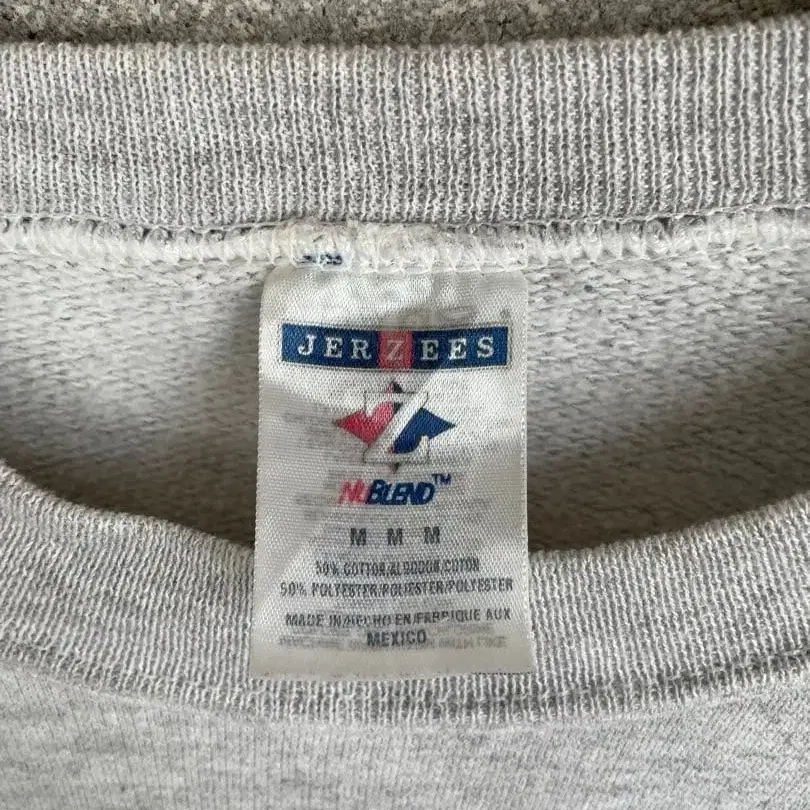 JERZEES
Z
NUBLEND™
M M M
50% COTTON/ALGODON/COTON
50% POLYESTER/POLIESTER/POLYESTER
MADE IN/HECHO EN/FABRIQUE AUX
MEXICO